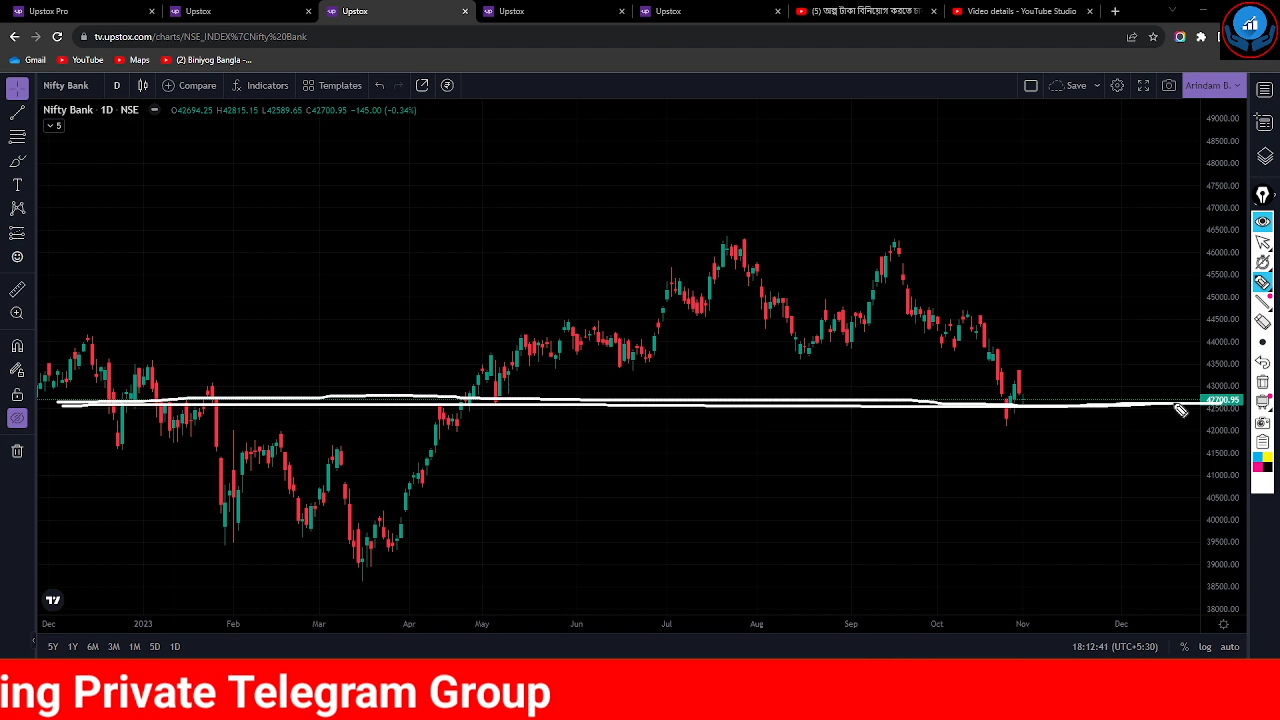 Upstox Pro
Upstox
Upstox
Upstox
Upstox
(5) অল্প টাকা বিনিয়োগ করতে চা
Video details - YouTube Studio
tv.upstox.com/charts/NSE_INDEX%7CNifty%20Bank
Gmail
YouTube
Maps
(2) Biniyog Bangla -...
Nifty Bank
D
Compare
Indicators
Templates
Save
Arindam B.
Nifty Bank · 1D · NSE
O42694.25 H42815.15 L42589.65 C42700.95 -145.00 (-0.34%)
5
49000.00
48500.00
48000.00
47500.00
47000.00
46500.00
46000.00
45500.00
45000.00
44500.00
44000.00
43500.00
43000.00
42700.95
42500.00
42000.00
41500.00
41000.00
40500.00
40000.00
39500.00
39000.00
38500.00
38000.00
Dec 2023 Feb Mar Apr May Jun Jul Aug Sep Oct Nov Dec
5Y 1Y 6M 3M 1M 5D 1D
18:12:41 (UTC+5:30)
% log auto
ing Private Telegram Group